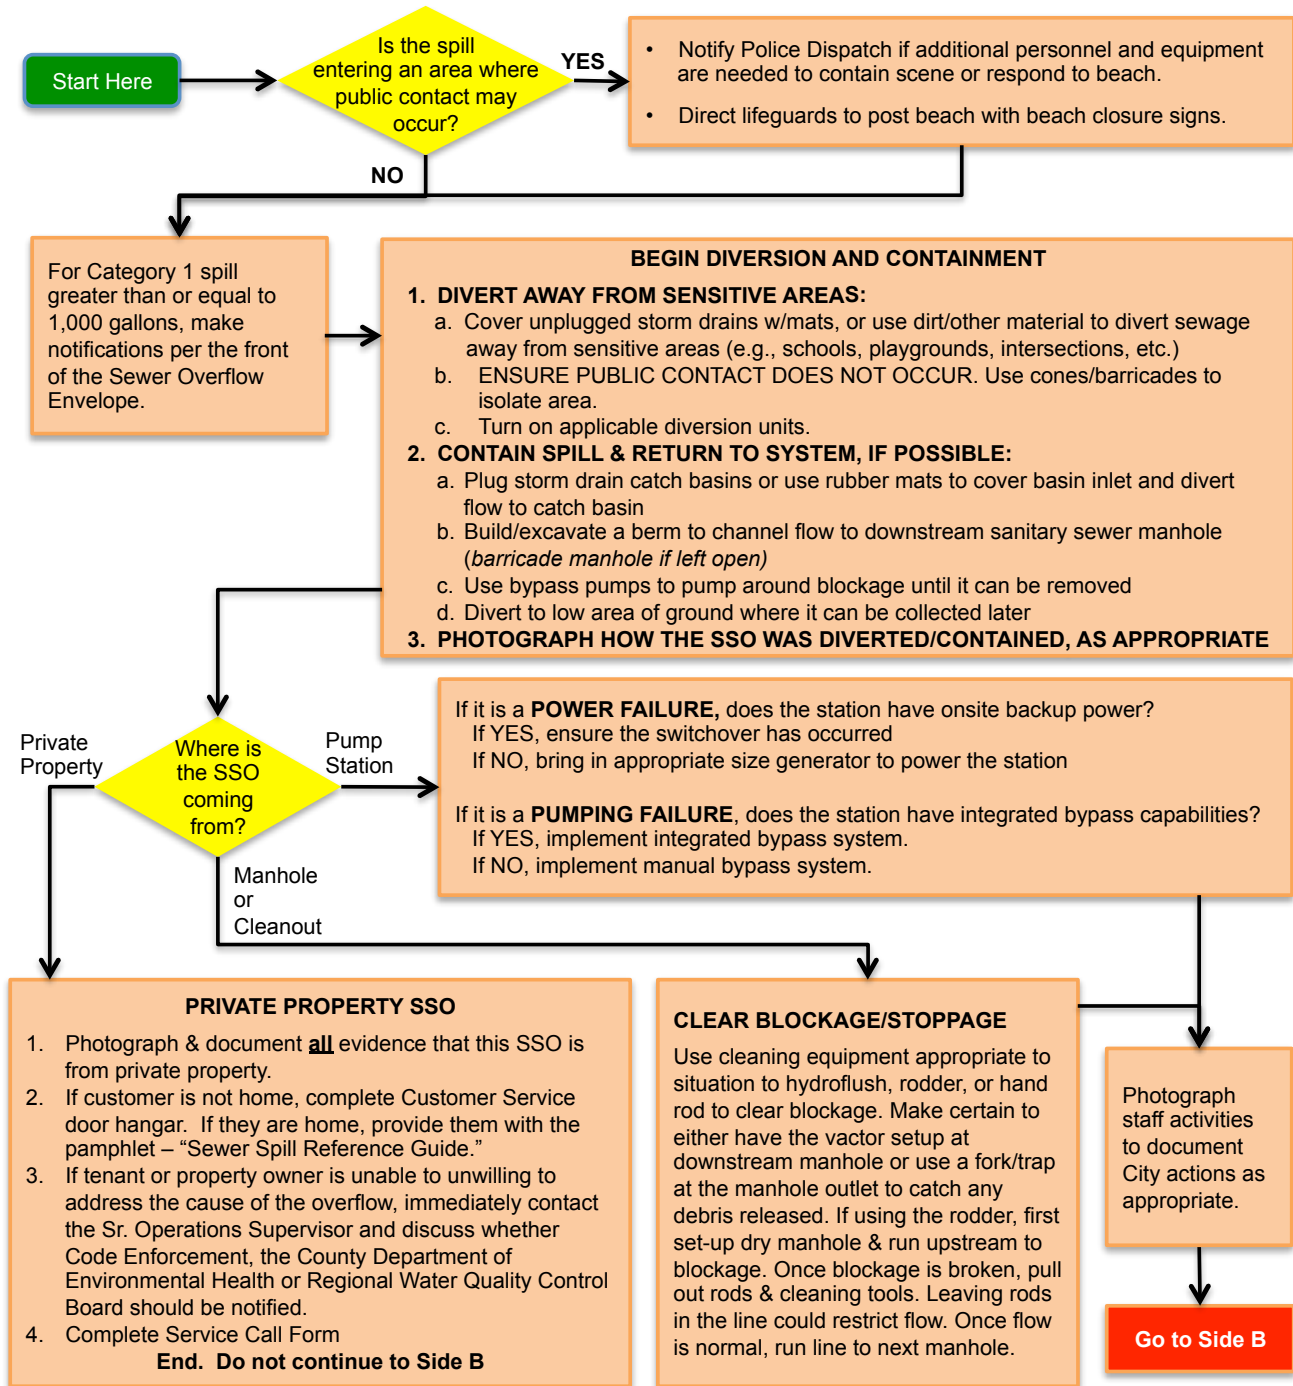 Start Here
Is the spill
entering an area where
public contact may
occur?
YES
• Notify Police Dispatch if additional personnel and equipment
are needed to contain scene or respond to beach.
• Direct lifeguards to post beach with beach closure signs.
NO
For Category 1 spill
greater than or equal to
1,000 gallons, make
notifications per the front
of the Sewer Overflow
Envelope.
BEGIN DIVERSION AND CONTAINMENT
1. DIVERT AWAY FROM SENSITIVE AREAS:
a. Cover unplugged storm drains w/mats, or use dirt/other material to divert sewage
away from sensitive areas (e.g., schools, playgrounds, intersections, etc.)
b. ENSURE PUBLIC CONTACT DOES NOT OCCUR. Use cones/barricades to
isolate area.
c. Turn on applicable diversion units.
2. CONTAIN SPILL & RETURN TO SYSTEM, IF POSSIBLE:
a. Plug storm drain catch basins or use rubber mats to cover basin inlet and divert
flow to catch basin
b. Build/excavate a berm to channel flow to downstream sanitary sewer manhole
(barricade manhole if left open)
c. Use bypass pumps to pump around blockage until it can be removed
d. Divert to low area of ground where it can be collected later
3. PHOTOGRAPH HOW THE SSO WAS DIVERTED/CONTAINED, AS APPROPRIATE
Private
Property
Where is
the SSO
coming
from?
Pump
Station
Manhole
or
Cleanout
If it is a POWER FAILURE, does the station have onsite backup power?
If YES, ensure the switchover has occurred
If NO, bring in appropriate size generator to power the station
If it is a PUMPING FAILURE, does the station have integrated bypass capabilities?
If YES, implement integrated bypass system.
If NO, implement manual bypass system.
PRIVATE PROPERTY SSO
1. Photograph & document all evidence that this SSO is
from private property.
2. If customer is not home, complete Customer Service
door hangar. If they are home, provide them with the
pamphlet – “Sewer Spill Reference Guide.”
3. If tenant or property owner is unable to unwilling to
address the cause of the overflow, immediately contact
the Sr. Operations Supervisor and discuss whether
Code Enforcement, the County Department of
Environmental Health or Regional Water Quality Control
Board should be notified.
4. Complete Service Call Form
End. Do not continue to Side B
CLEAR BLOCKAGE/STOPPAGE
Use cleaning equipment appropriate to
situation to hydroflush, rodder, or hand
rod to clear blockage. Make certain to
either have the vactor setup at
downstream manhole or use a fork/trap
at the manhole outlet to catch any
debris released. If using the rodder, first
set-up dry manhole & run upstream to
blockage. Once blockage is broken, pull
out rods & cleaning tools. Leaving rods
in the line could restrict flow. Once flow
is normal, run line to next manhole.
Photograph
staff activities
to document
City actions as
appropriate.
Go to Side B